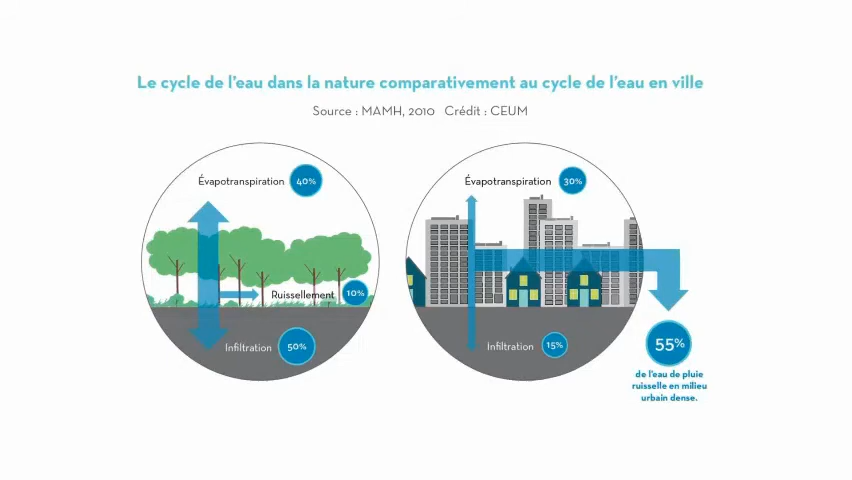 Le cycle de l'eau dans la nature comparativement au cycle de l'eau en ville
Source : MAMH, 2010 Crédit : CEUM
Évapotranspiration 40%
Ruissellement 10%
Infiltration 50%
Évapotranspiration 30%
Infiltration 15%
55%
de l'eau de pluie
ruisselle en milieu
urbain dense.